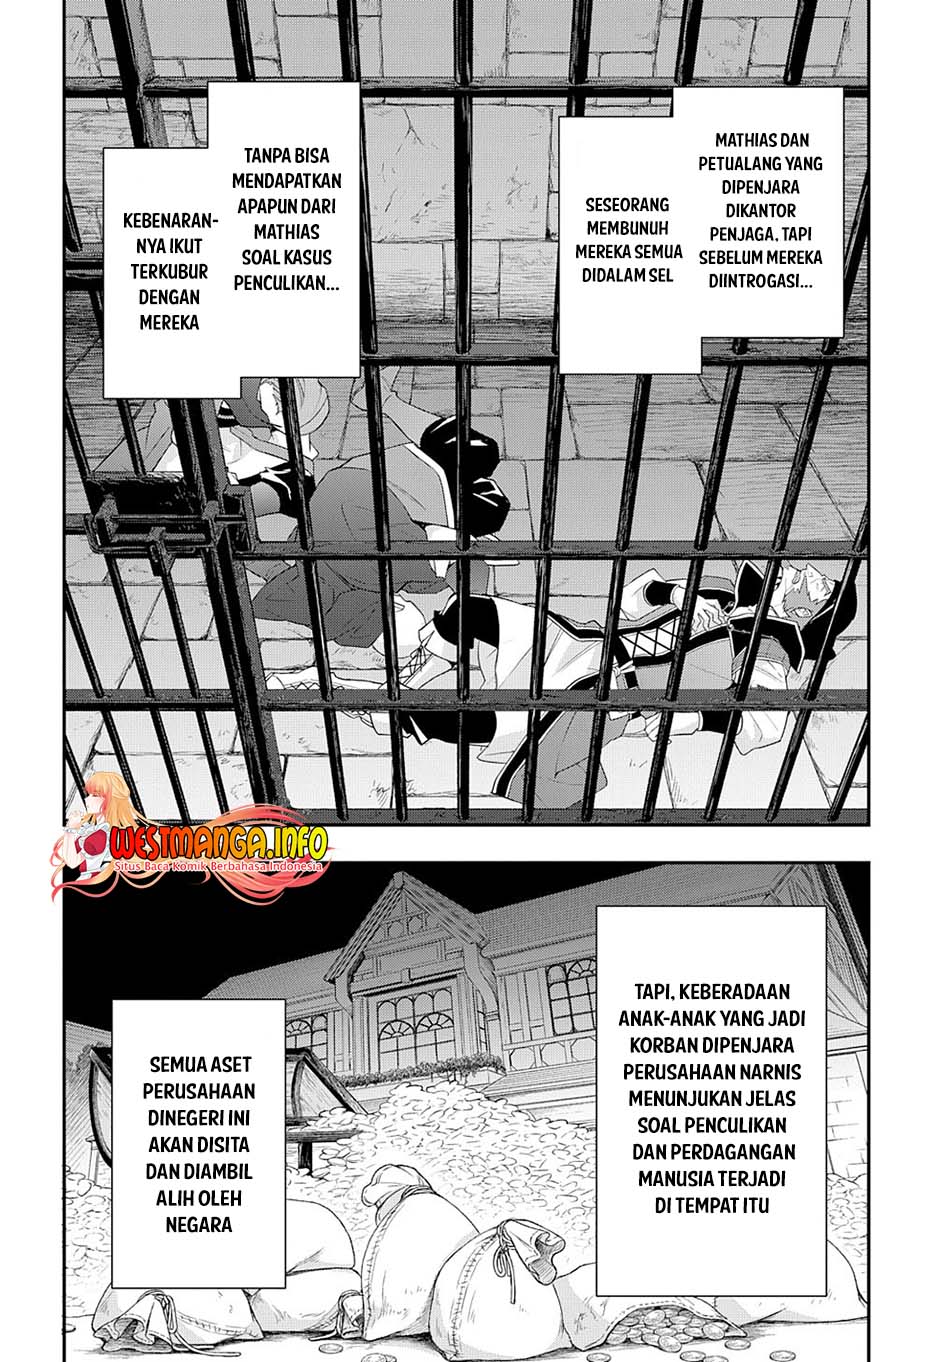 MATHIAS DAN
PETUALANG YANG
DIPENJARA
DIKANTOR
PENJAGA, TAPI
SEBELUM MEREKA
DIINTROGASI...
SESEORANG
MEMBUNUH
MEREKA SEMUA
DIDALAM SEL
TANPA BISA
MENDAPATKAN
APAPUN DARI
MATHIAS
SOAL KASUS
PENCULIKAN...
KEBENARAN-
NYA IKUT
TERKUBUR
DENGAN
MEREKA
WESTMANGA.INFO
Situs Baca Komik Berbahasa Indonesia
TAPI, KEBERADAAN
ANAK-ANAK YANG JADI
KORBAN DIPENJARA
PERUSAHAAN NARNIS
MENUNJUKAN JELAS
SOAL PENCULIKAN
DAN PERDAGANGAN
MANUSIA TERJADI
DI TEMPAT ITU
SEMUA ASET
PERUSAHAAN
DINEGERI INI
AKAN DISITA
DAN DIAMBIL
ALIH OLEH
NEGARA